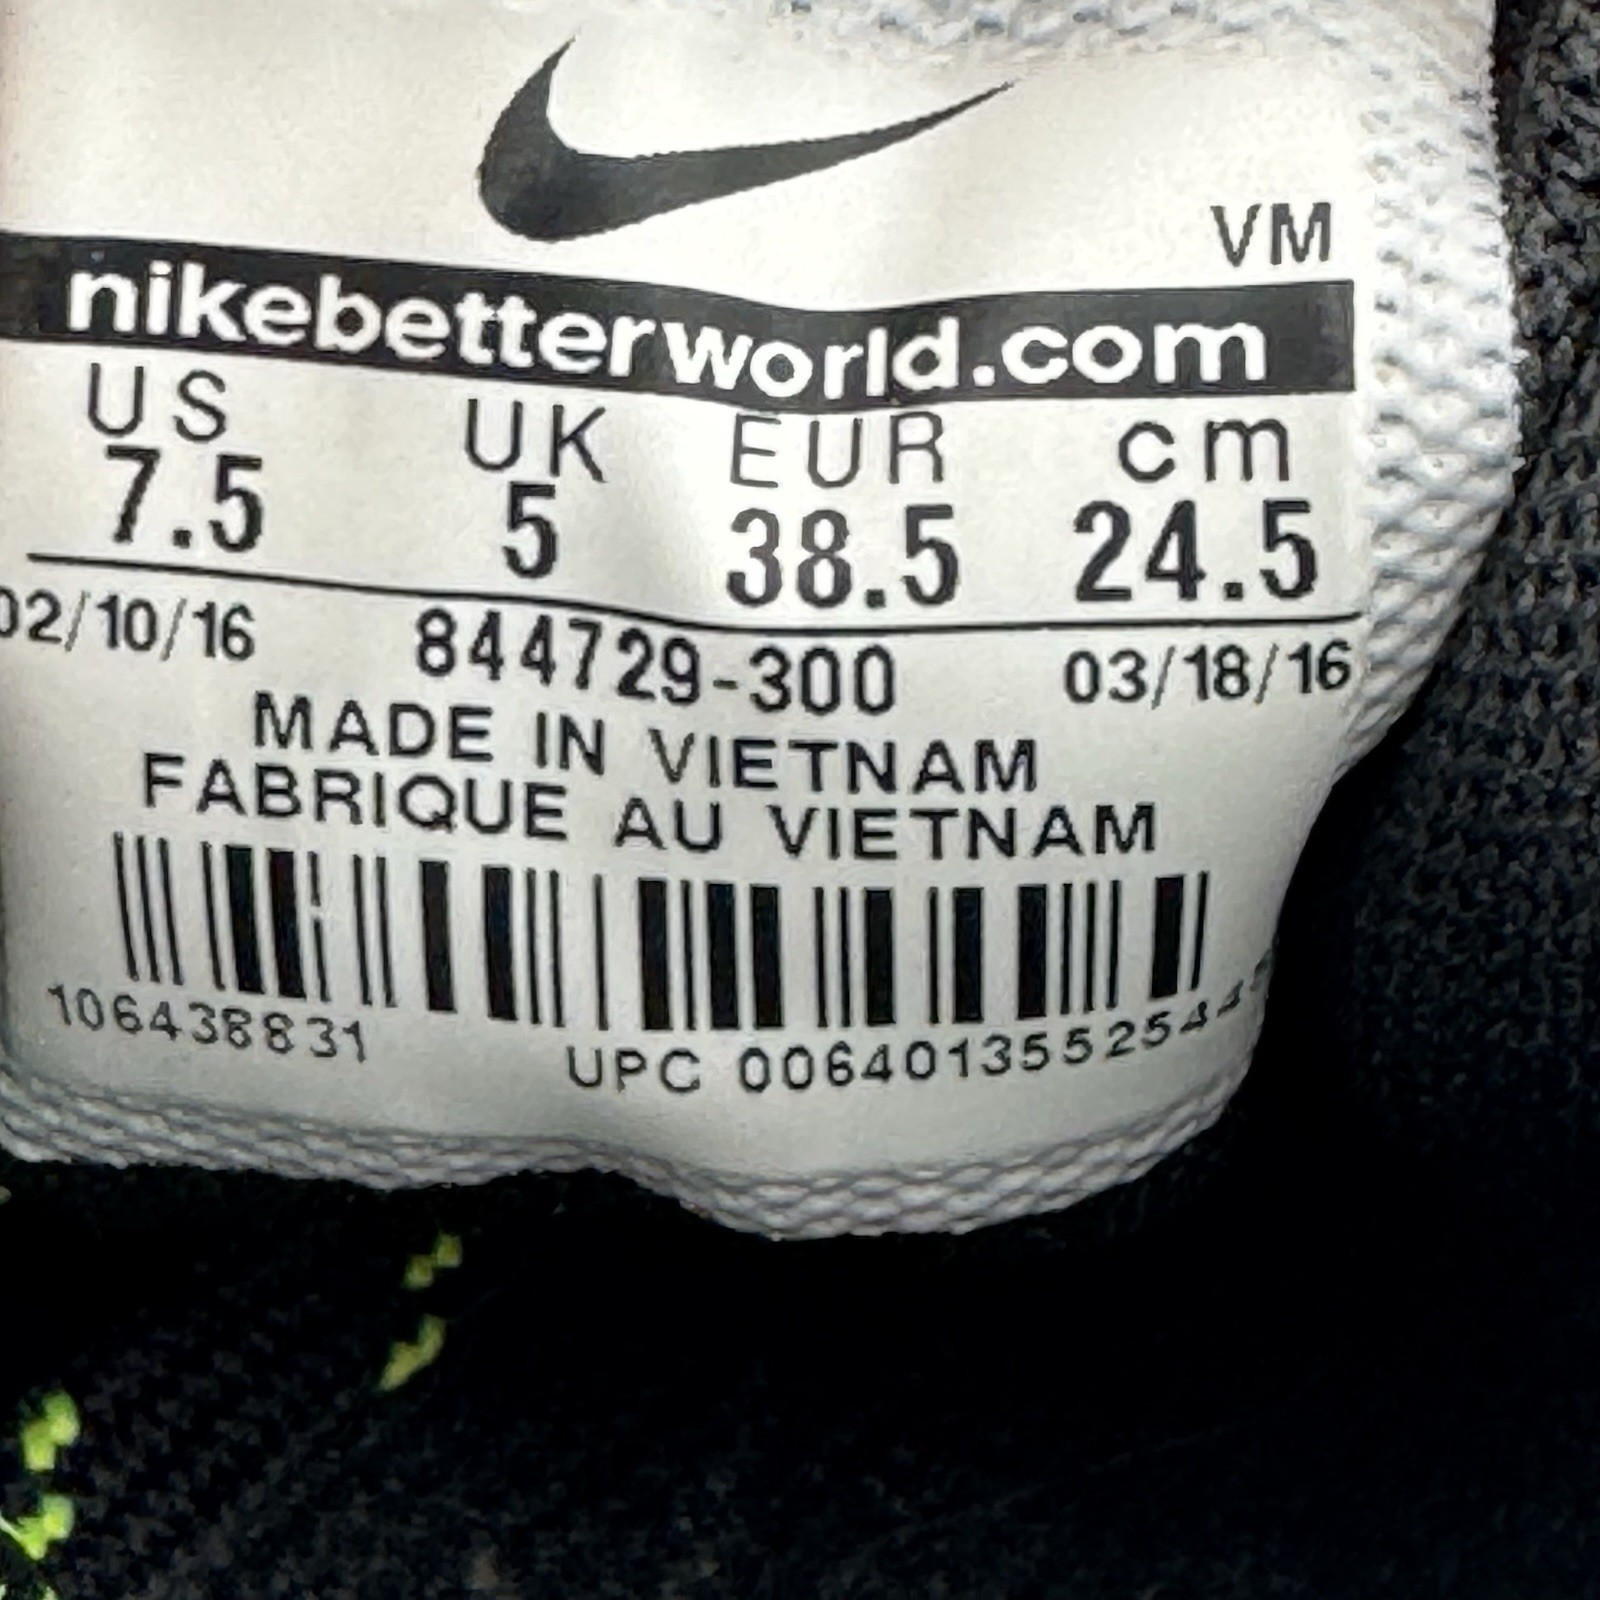 VM
nikebetterworld.com
US UK EUR cm
7.5 5 38.5 24.5
02/10/16 844729-300 03/18/16
MADE IN VIETNAM
FABRIQUE AU VIETNAM
106438831 UPC 00640135525445